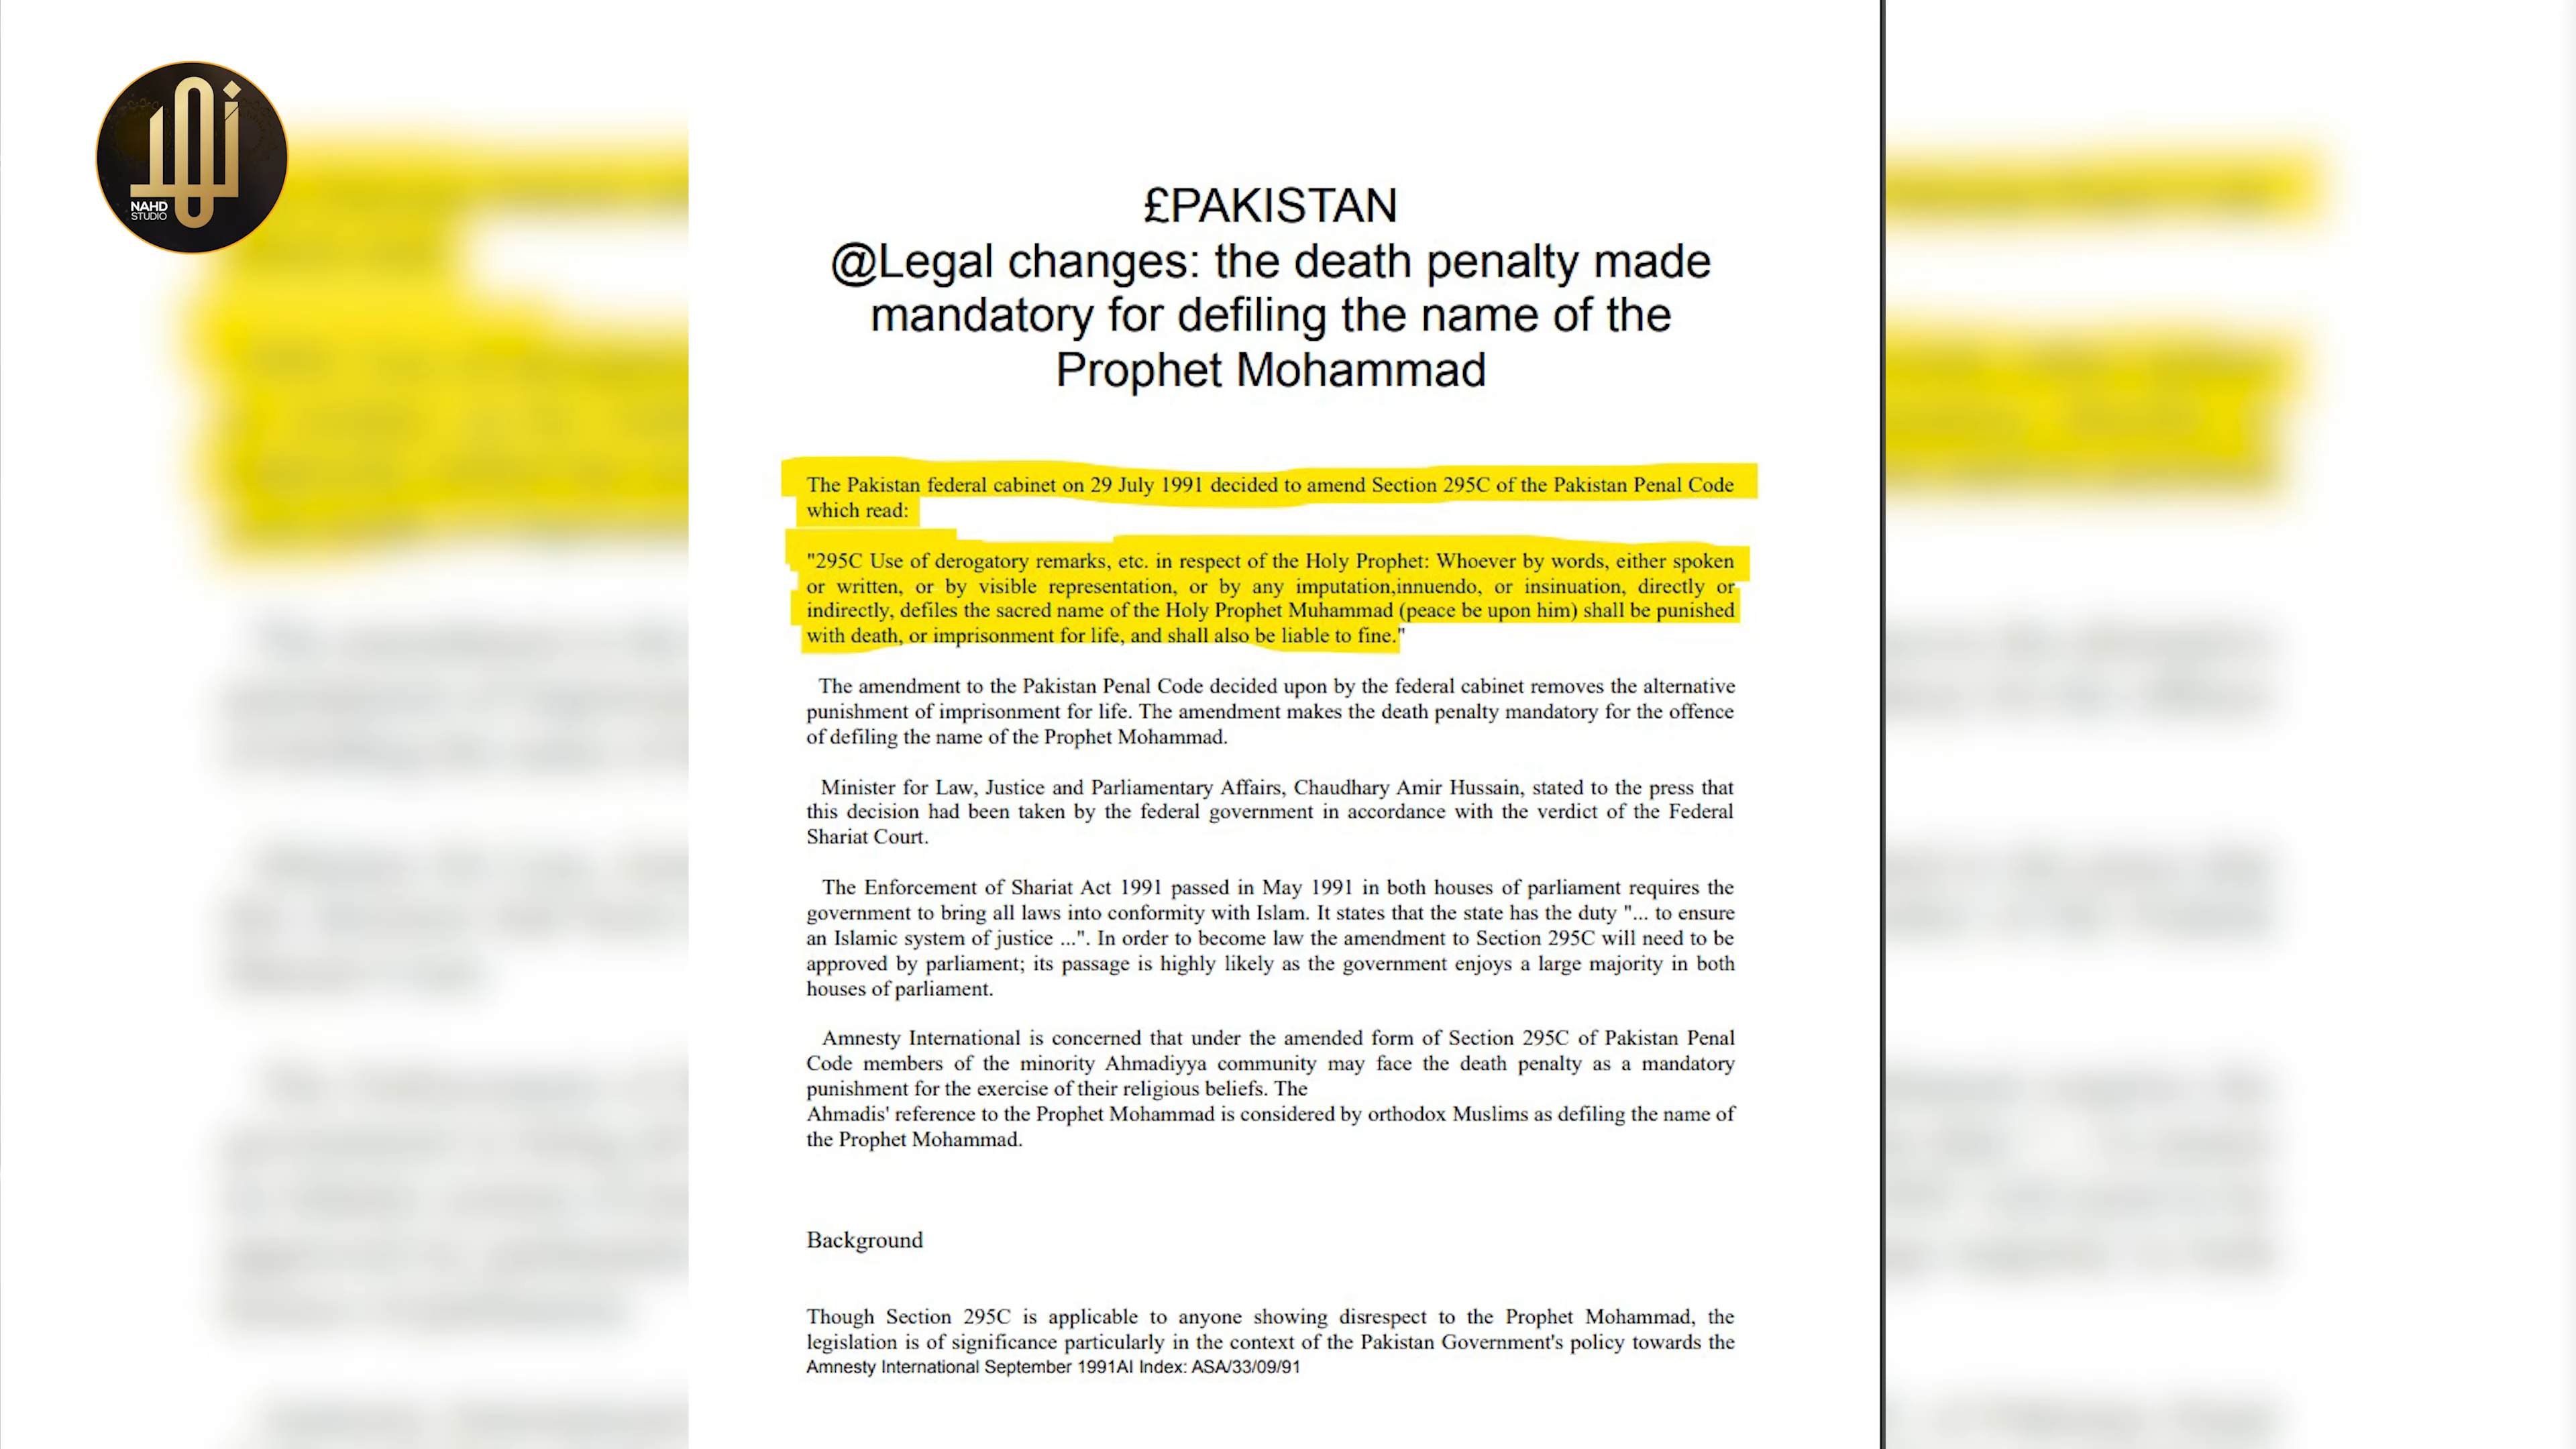 نهد
NAHD
STUDIO
£PAKISTAN
@Legal changes: the death penalty made
mandatory for defiling the name of the
Prophet Mohammad
The Pakistan federal cabinet on 29 July 1991 decided to amend Section 295C of the Pakistan Penal Code
which read:
"295C Use of derogatory remarks, etc. in respect of the Holy Prophet: Whoever by words, either spoken
or written, or by visible representation, or by any imputation,innuendo, or insinuation, directly or
indirectly, defiles the sacred name of the Holy Prophet Muhammad (peace be upon him) shall be punished
with death, or imprisonment for life, and shall also be liable to fine."
The amendment to the Pakistan Penal Code decided upon by the federal cabinet removes the alternative
punishment of imprisonment for life. The amendment makes the death penalty mandatory for the offence
of defiling the name of the Prophet Mohammad.
Minister for Law, Justice and Parliamentary Affairs, Chaudhary Amir Hussain, stated to the press that
this decision had been taken by the federal government in accordance with the verdict of the Federal
Shariat Court.
The Enforcement of Shariat Act 1991 passed in May 1991 in both houses of parliament requires the
government to bring all laws into conformity with Islam. It states that the state has the duty "... to ensure
an Islamic system of justice ...". In order to become law the amendment to Section 295C will need to be
approved by parliament; its passage is highly likely as the government enjoys a large majority in both
houses of parliament.
Amnesty International is concerned that under the amended form of Section 295C of Pakistan Penal
Code members of the minority Ahmadiyya community may face the death penalty as a mandatory
punishment for the exercise of their religious beliefs. The
Ahmadis' reference to the Prophet Mohammad is considered by orthodox Muslims as defiling the name of
the Prophet Mohammad.
Background
Though Section 295C is applicable to anyone showing disrespect to the Prophet Mohammad, the
legislation is of significance particularly in the context of the Pakistan Government's policy towards the
Amnesty International September 1991AI Index: ASA/33/09/91